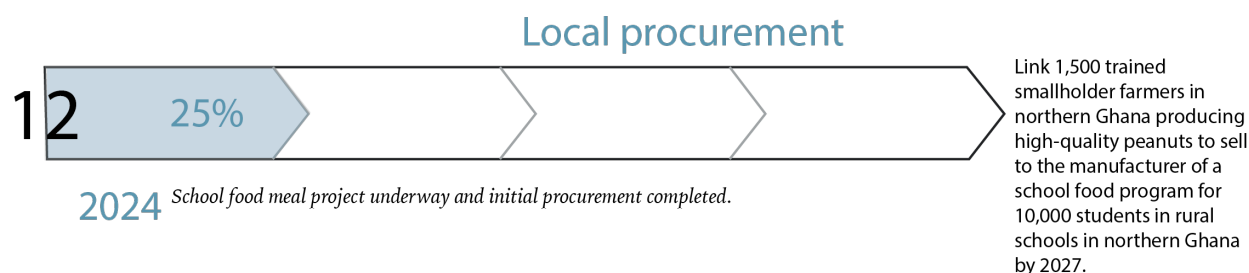 Local procurement
12
25%
2024 School food meal project underway and initial procurement completed.
Link 1,500 trained
smallholder farmers in
northern Ghana producing
high-quality peanuts to sell
to the manufacturer of a
school food program for
10,000 students in rural
schools in northern Ghana
by 2027.